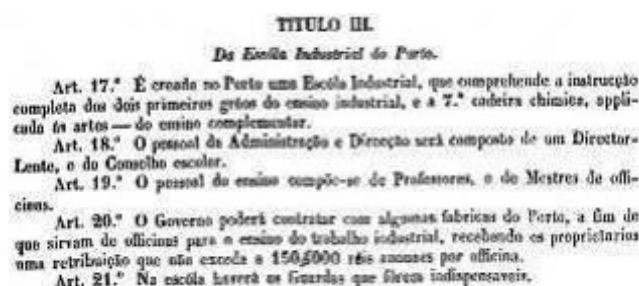 TITULO III.
Da Escóla Industrial do Porto.
Art. 17.º É creada no Porto uma Escóla Industrial, que comprehende a instrucção
completa dos dois primeiros gráos do ensino industrial, e a 7.ª cadeira chimica, appli-
cada ás artes — do ensino complementar.
Art. 18.º O pessoal da Administração e Direcção será composto de um Director-
Lente, e do Conselho escolar.
Art. 19.º O pessoal do ensino compõe-se de Professores, e de Mestres de offi-
cinas.
Art. 20.º O Governo poderá contratar com algumas fabricas do Porto, a fim de
que sirvam de officinas para o ensino do trabalho industrial, recebendo os proprietarios
uma retribuição que não exceda a 150$000 réis annuaes por officina.
Art. 21.º Na escóla haverá os Guardas que fôrem indispensaveis.